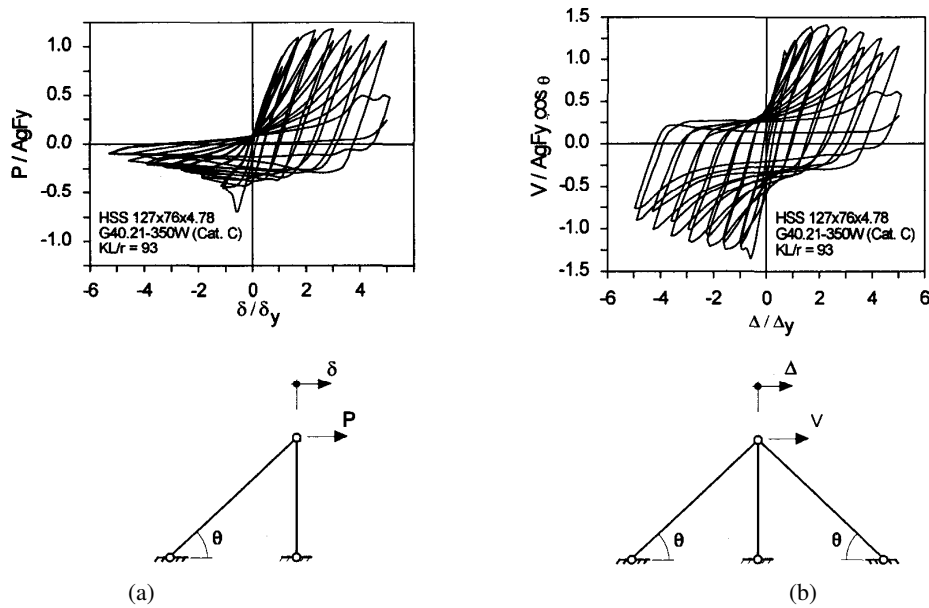 P / AgFy
1.0
0.5
0.0
-0.5
-1.0
HSS 127x76x4.78
G40.21-350W (Cat. C)
KL/r = 93
-6 -4 -2 0 2 4 6
δ / δy
V / AgFy cos θ
1.5
1.0
0.5
0.0
-0.5
-1.0
-1.5
HSS 127x76x4.78
G40.21-350W (Cat. C)
KL/r = 93
-6 -4 -2 0 2 4 6
Δ / Δy
δ
P
θ
(a)
Δ
V
θ
θ
(b)